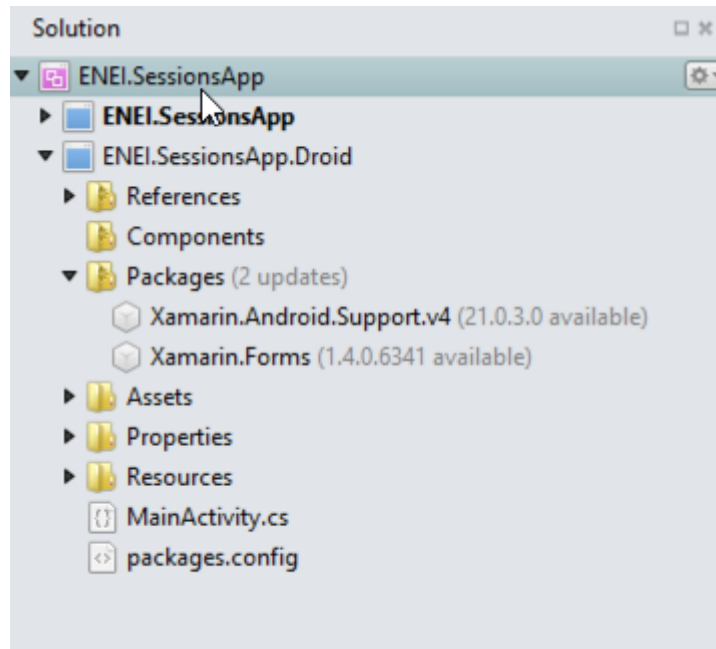 Solution
ENEI.SessionsApp
ENEI.SessionsApp
ENEI.SessionsApp.Droid
References
Components
Packages (2 updates)
Xamarin.Android.Support.v4 (21.0.3.0 available)
Xamarin.Forms (1.4.0.6341 available)
Assets
Properties
Resources
MainActivity.cs
packages.config